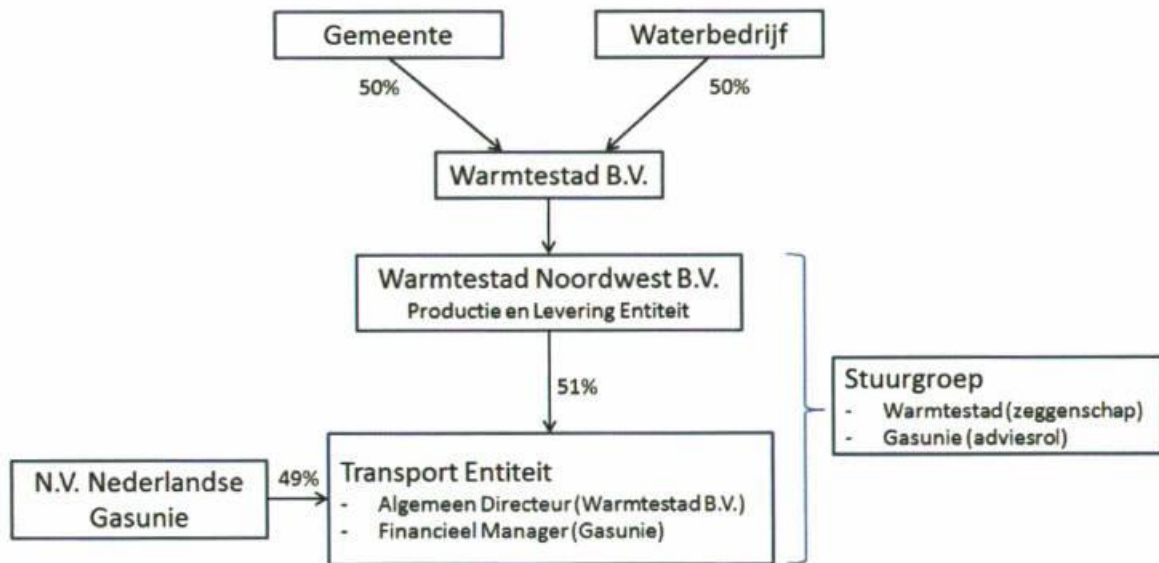 Gemeente
Waterbedrijf
50%
50%
Warmtestad B.V.
Warmtestad Noordwest B.V.
Productie en Levering Entiteit
51%
Stuurgroep
- Warmtestad (zeggenschap)
- Gasunie (adviesrol)
N.V. Nederlandse
Gasunie
49%
Transport Entiteit
- Algemeen Directeur (Warmtestad B.V.)
- Financieel Manager (Gasunie)